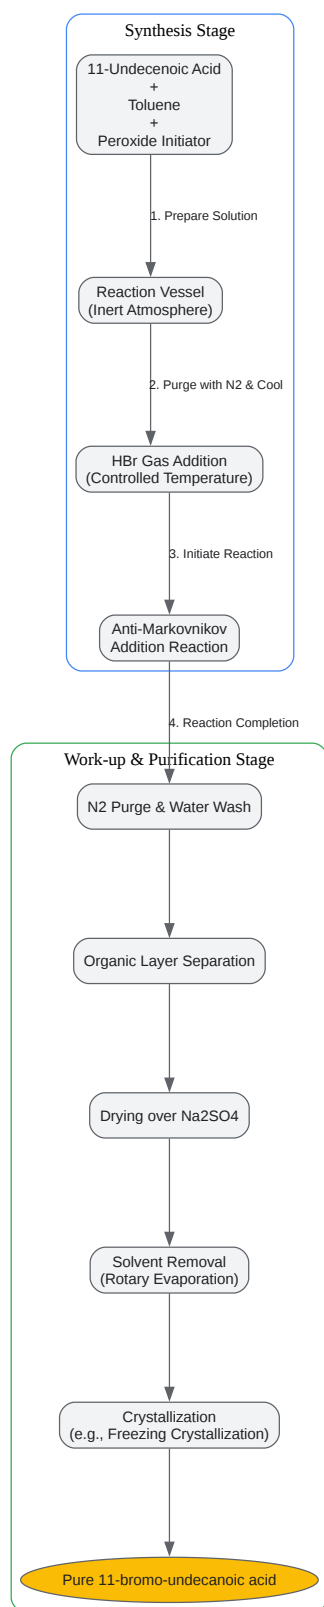 Synthesis Stage
11-Undecenoic Acid
+
Toluene
+
Peroxide Initiator
1. Prepare Solution
Reaction Vessel
(Inert Atmosphere)
2. Purge with N2 & Cool
HBr Gas Addition
(Controlled Temperature)
3. Initiate Reaction
Anti-Markovnikov
Addition Reaction
4. Reaction Completion
Work-up & Purification Stage
N2 Purge & Water Wash
Organic Layer Separation
Drying over Na2SO4
Solvent Removal
(Rotary Evaporation)
Crystallization
(e.g., Freezing Crystallization)
Pure 11-bromo-undecanoic acid